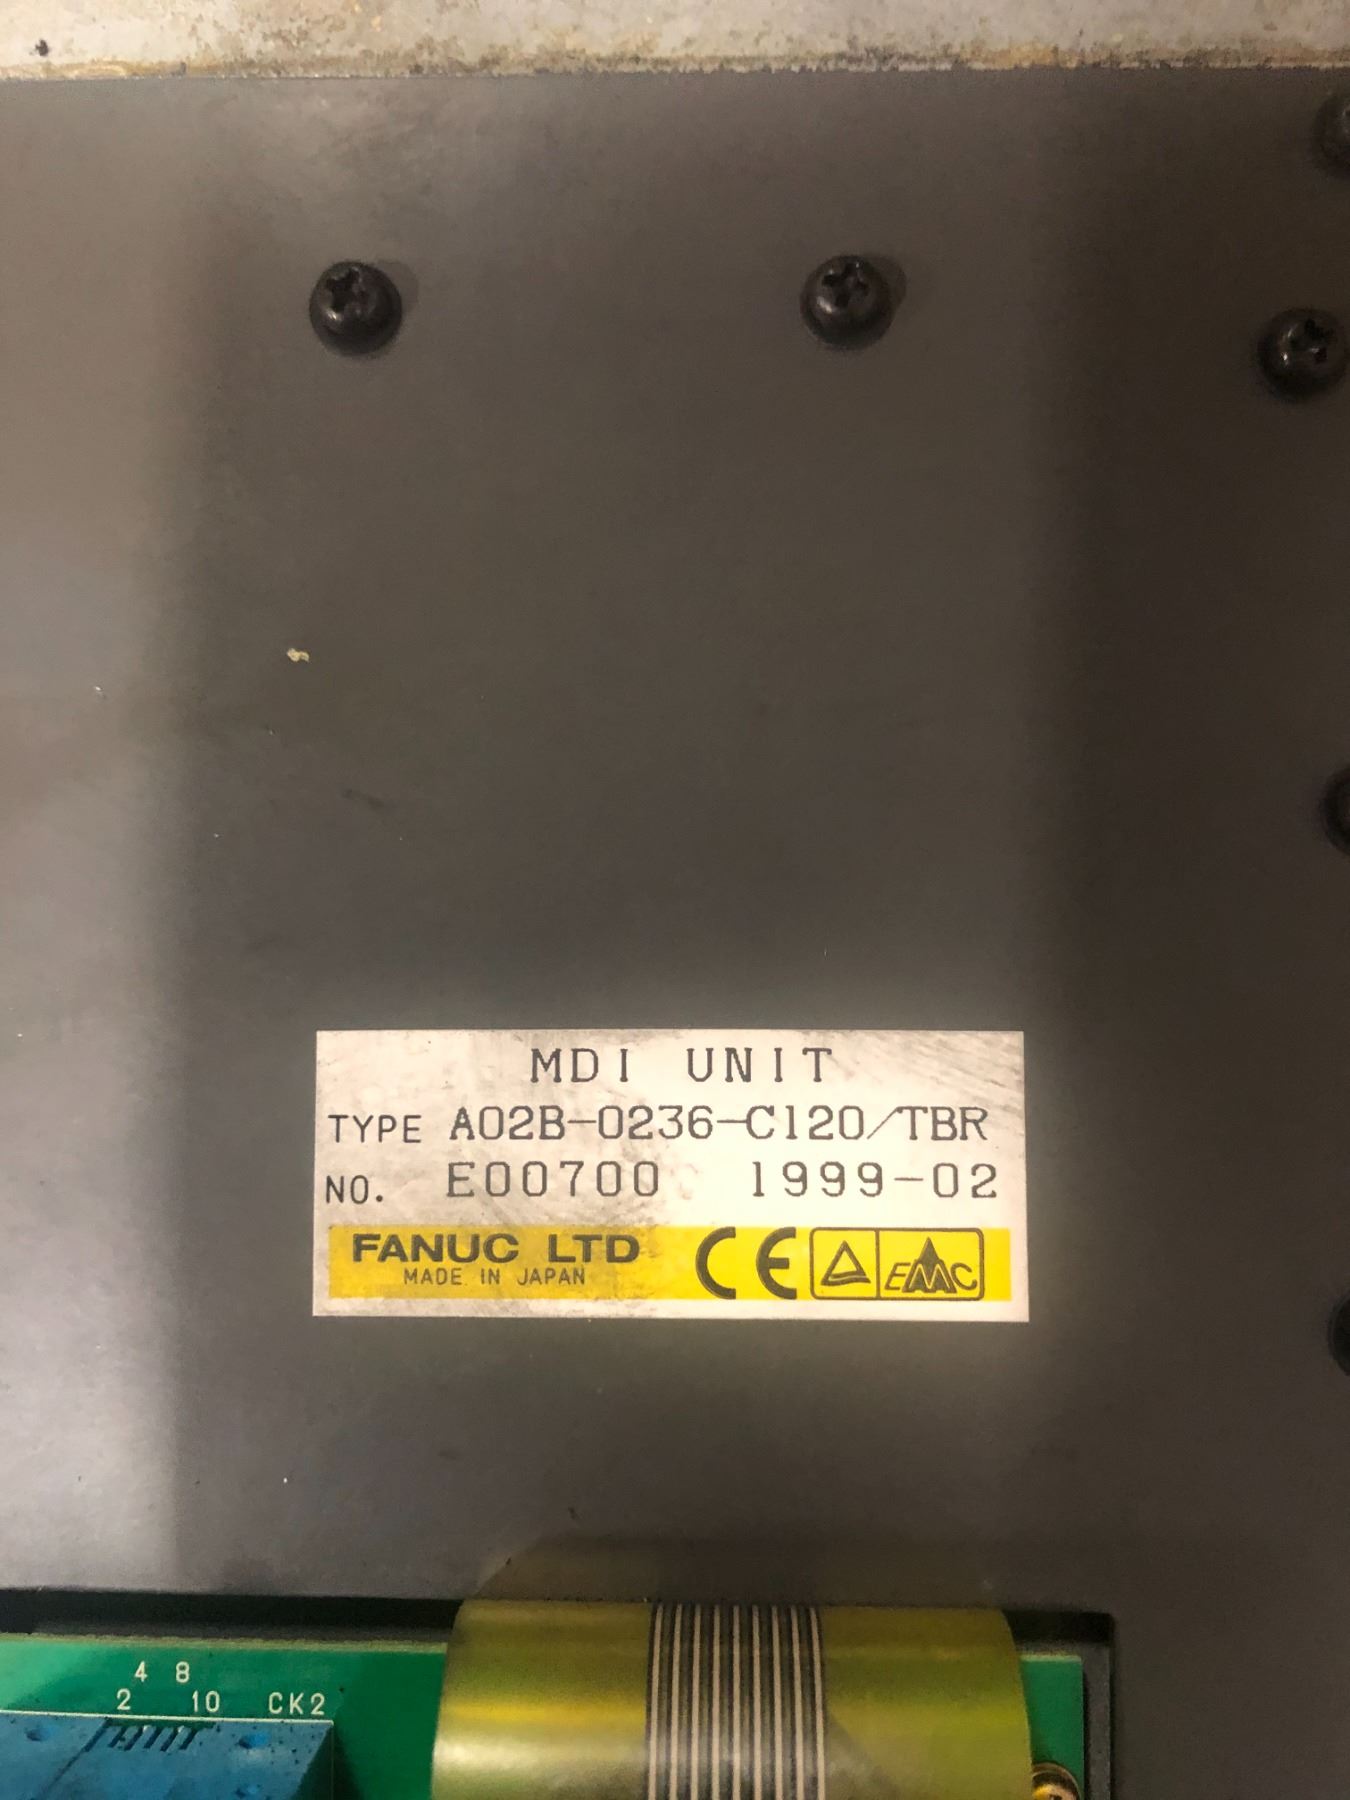 MDI UNIT
TYPE A02B-0236-C120/TBR
NO. E00700 1999-02
FANUC LTD
MADE IN JAPAN
CE EMC
4 8
2 10 CK2